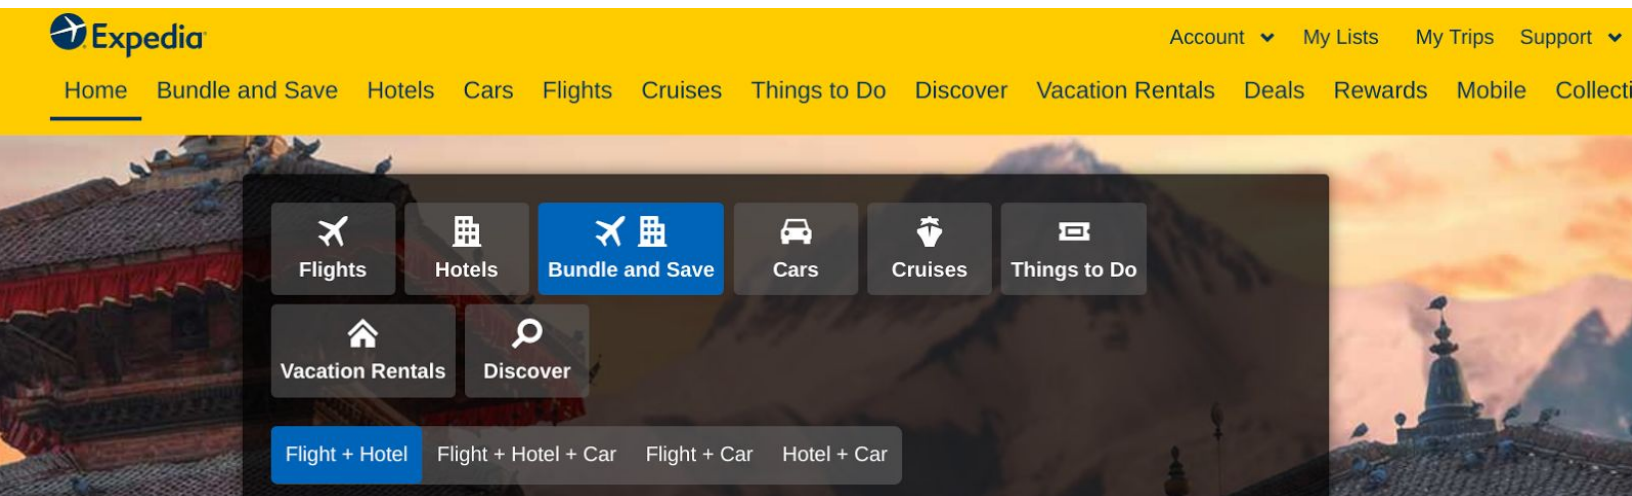 Expedia
Account My Lists My Trips Support
Home Bundle and Save Hotels Cars Flights Cruises Things to Do Discover Vacation Rentals Deals Rewards Mobile Collecti
Flights Hotels Bundle and Save Cars Cruises Things to Do
Vacation Rentals Discover
Flight + Hotel Flight + Hotel + Car Flight + Car Hotel + Car